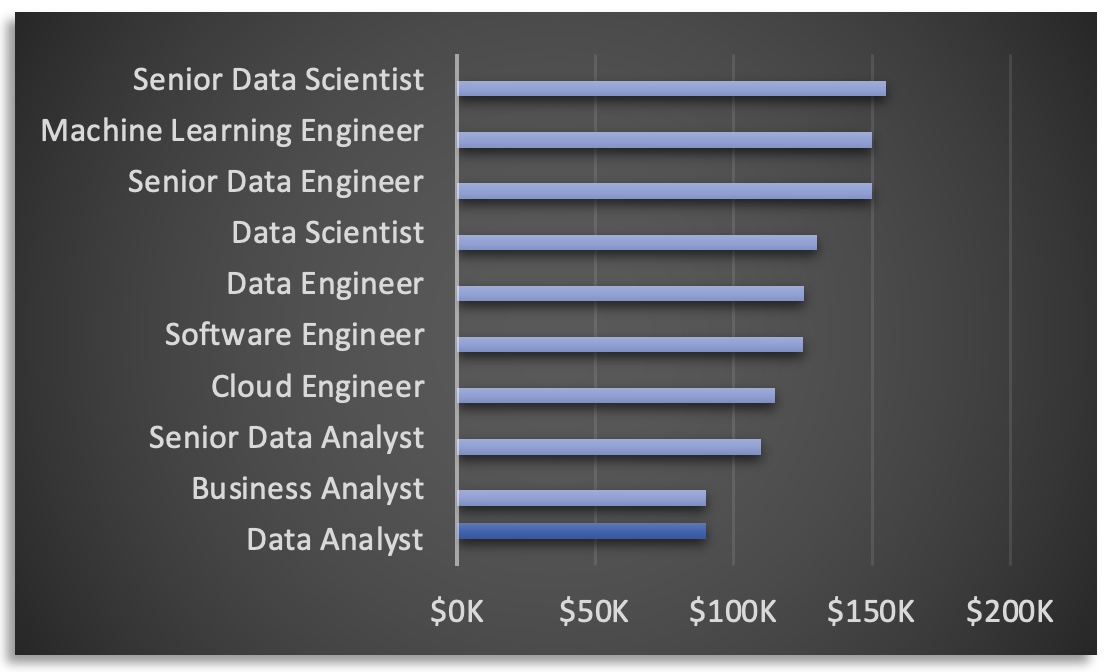 Senior Data Scientist
Machine Learning Engineer
Senior Data Engineer
Data Scientist
Data Engineer
Software Engineer
Cloud Engineer
Senior Data Analyst
Business Analyst
Data Analyst
$0K $50K $100K $150K $200K